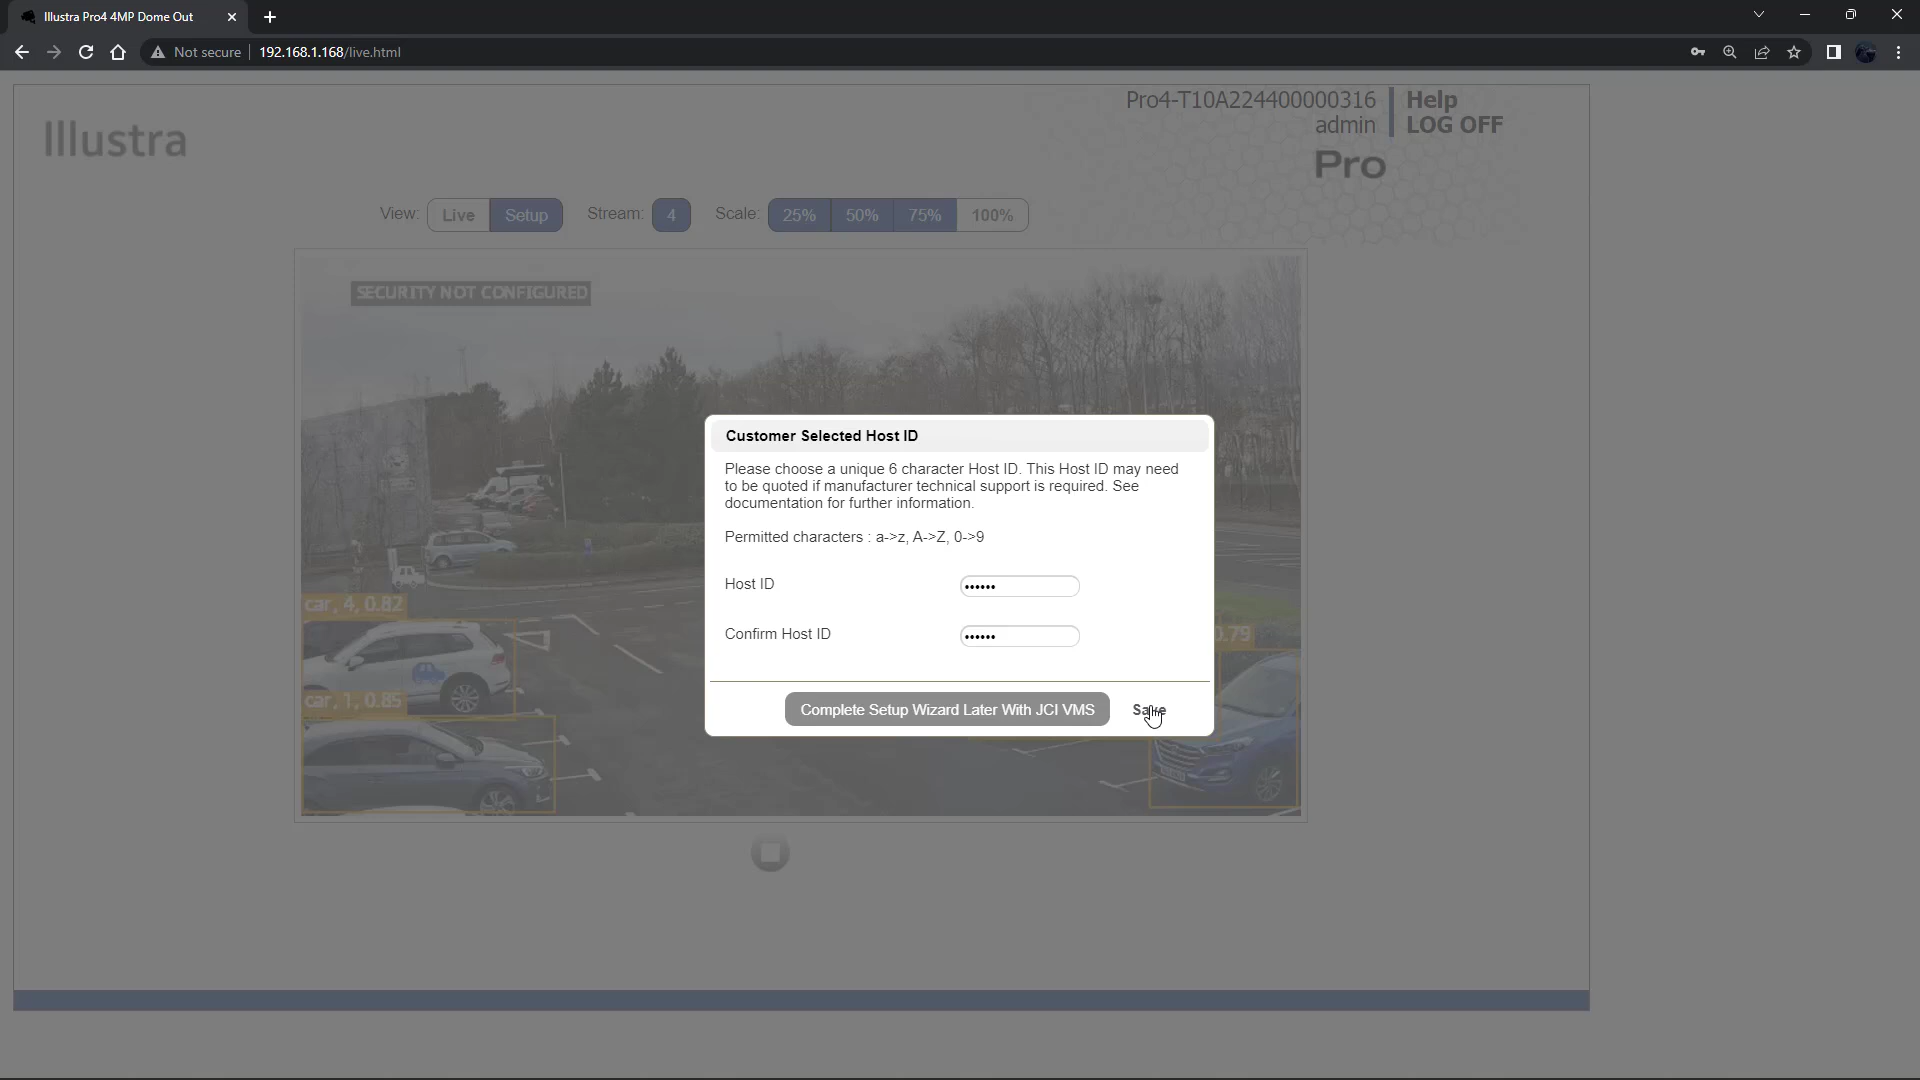 Illustra Pro4 4MP Dome Out
Not secure 192.168.1.168/live.html
Pro4-T10A224400000316 Help
admin LOG OFF
Illustra
Pro
View: Live Setup Stream: 4 Scale: 25% 50% 75% 100%
SECURITY NOT CONFIGURED
Customer Selected Host ID
Please choose a unique 6 character Host ID. This Host ID may need
to be quoted if manufacturer technical support is required. See
documentation for further information.
Permitted characters : a->z, A->Z, 0->9
Host ID ••••••
car, 4, 0.82
Confirm Host ID ••••••
0.79
car, 1, 0.85
Complete Setup Wizard Later With JCI VMS Save